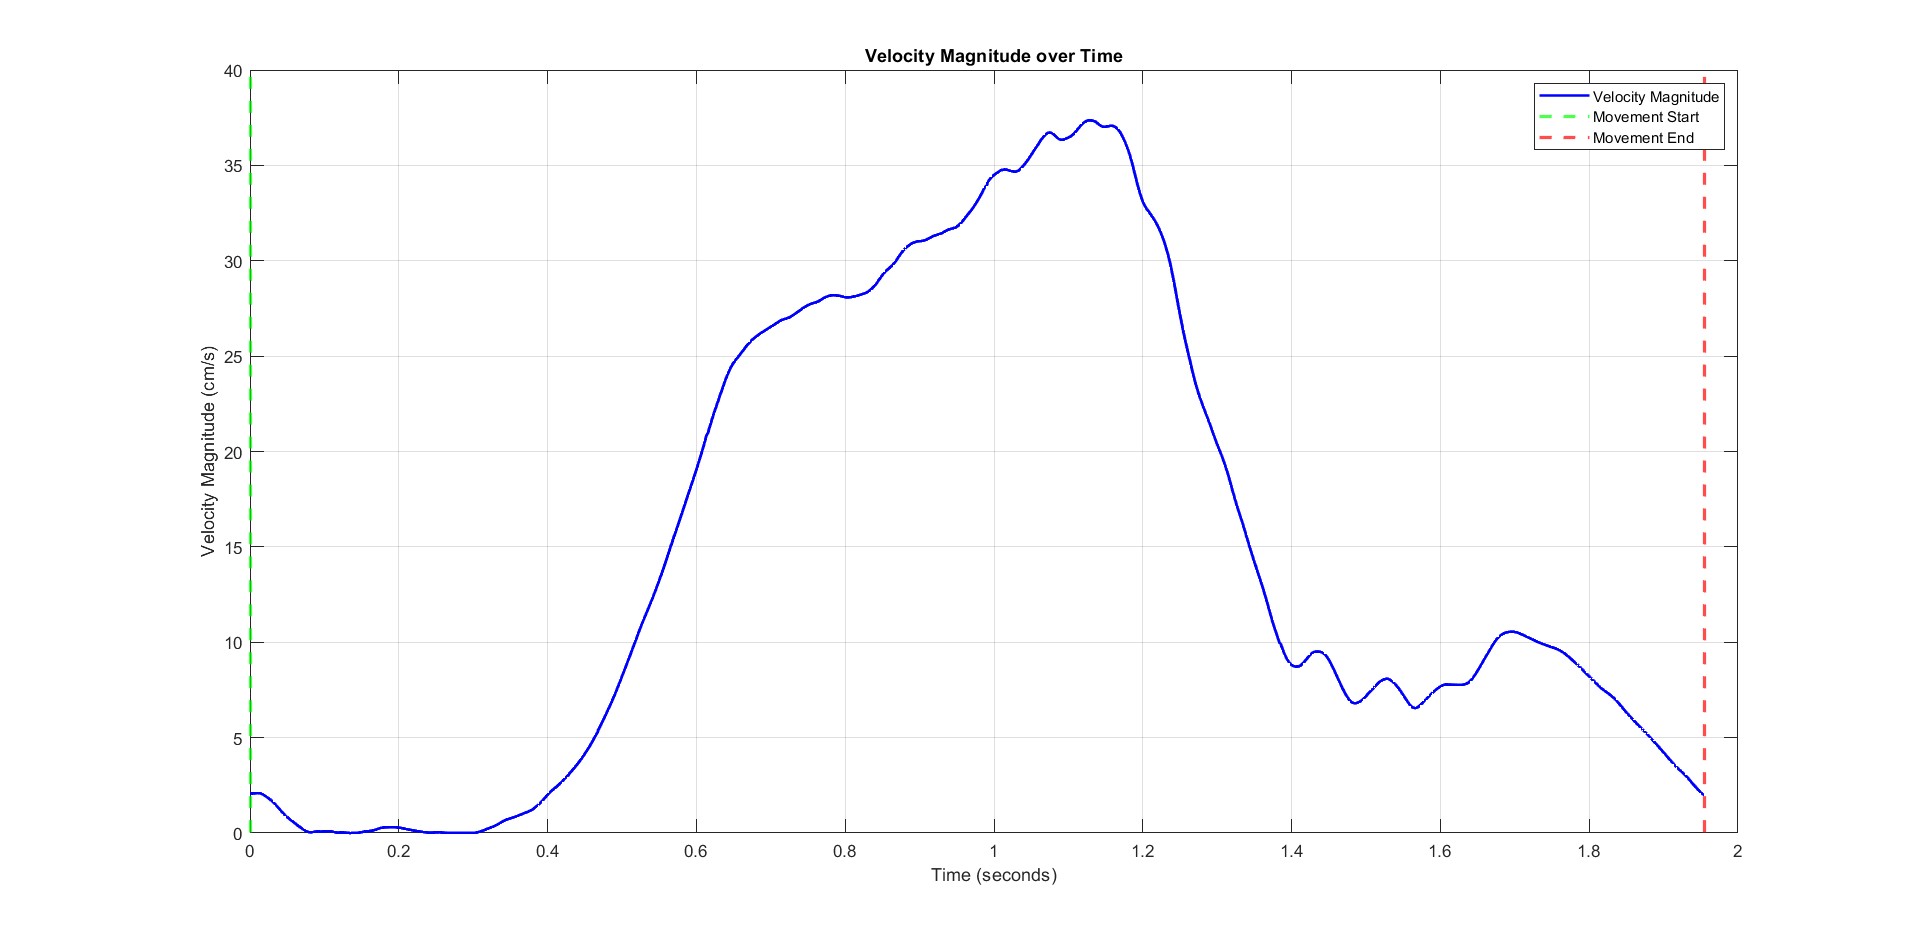 Velocity Magnitude over Time
40
35
30
25
20
15
10
5
0
Velocity Magnitude (cm/s)
Velocity Magnitude
Movement Start
Movement End
0 0.2 0.4 0.6 0.8 1 1.2 1.4 1.6 1.8 2
Time (seconds)